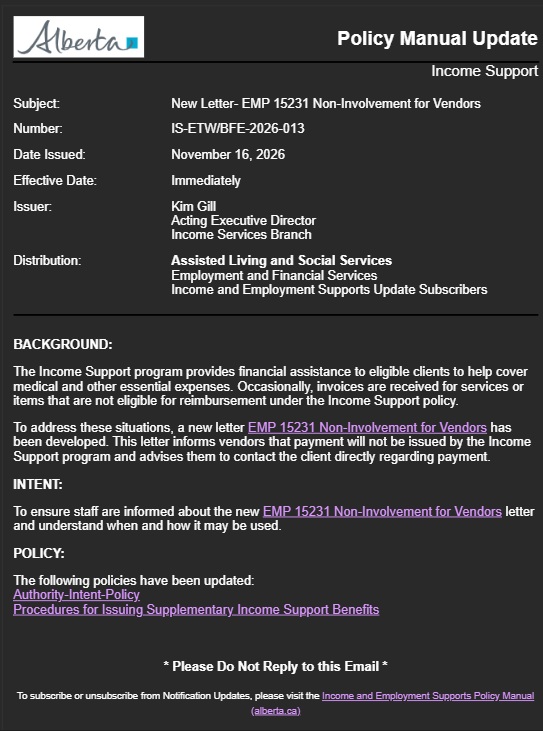 Alberta
Policy Manual Update
Income Support
Subject: New Letter- EMP 15231 Non-Involvement for Vendors
Number: IS-ETW/BFE-2026-013
Date Issued: November 16, 2026
Effective Date: Immediately
Issuer: Kim Gill
Acting Executive Director
Income Services Branch
Distribution: Assisted Living and Social Services
Employment and Financial Services
Income and Employment Supports Update Subscribers
BACKGROUND:
The Income Support program provides financial assistance to eligible clients to help cover
medical and other essential expenses. Occasionally, invoices are received for services or
items that are not eligible for reimbursement under the Income Support policy.
To address these situations, a new letter EMP 15231 Non-Involvement for Vendors has
been developed. This letter informs vendors that payment will not be issued by the Income
Support program and advises them to contact the client directly regarding payment.
INTENT:
To ensure staff are informed about the new EMP 15231 Non-Involvement for Vendors letter
and understand when and how it may be used.
POLICY:
The following policies have been updated:
Authority-Intent-Policy
Procedures for Issuing Supplementary Income Support Benefits
* Please Do Not Reply to this Email *
To subscribe or unsubscribe from Notification Updates, please visit the Income and Employment Supports Policy Manual
(alberta.ca)